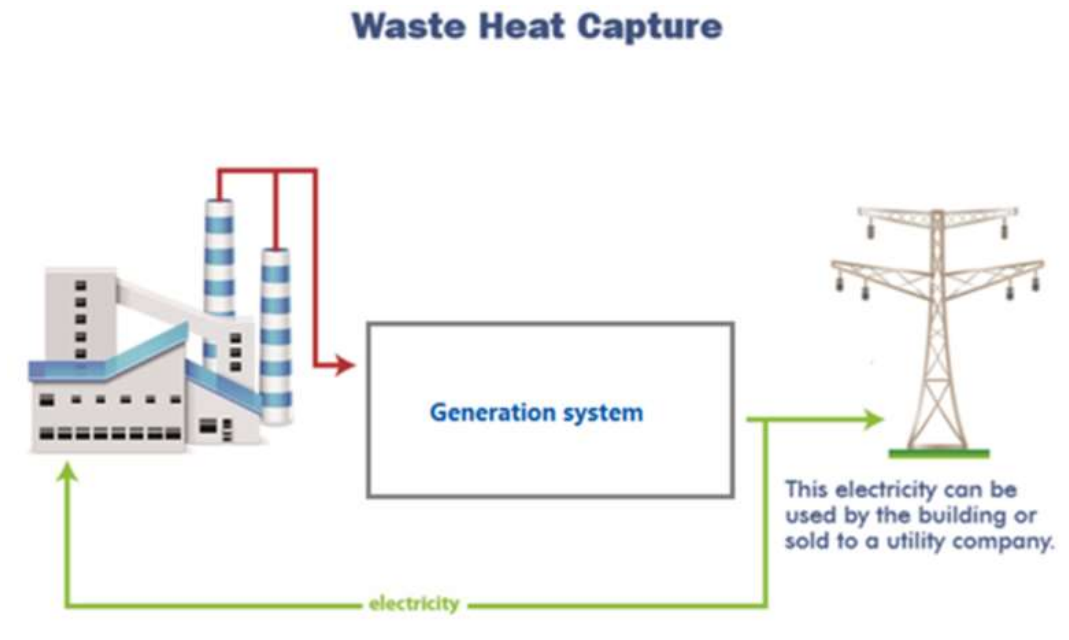 Waste Heat Capture
Generation system
This electricity can be
used by the building or
sold to a utility company.
electricity